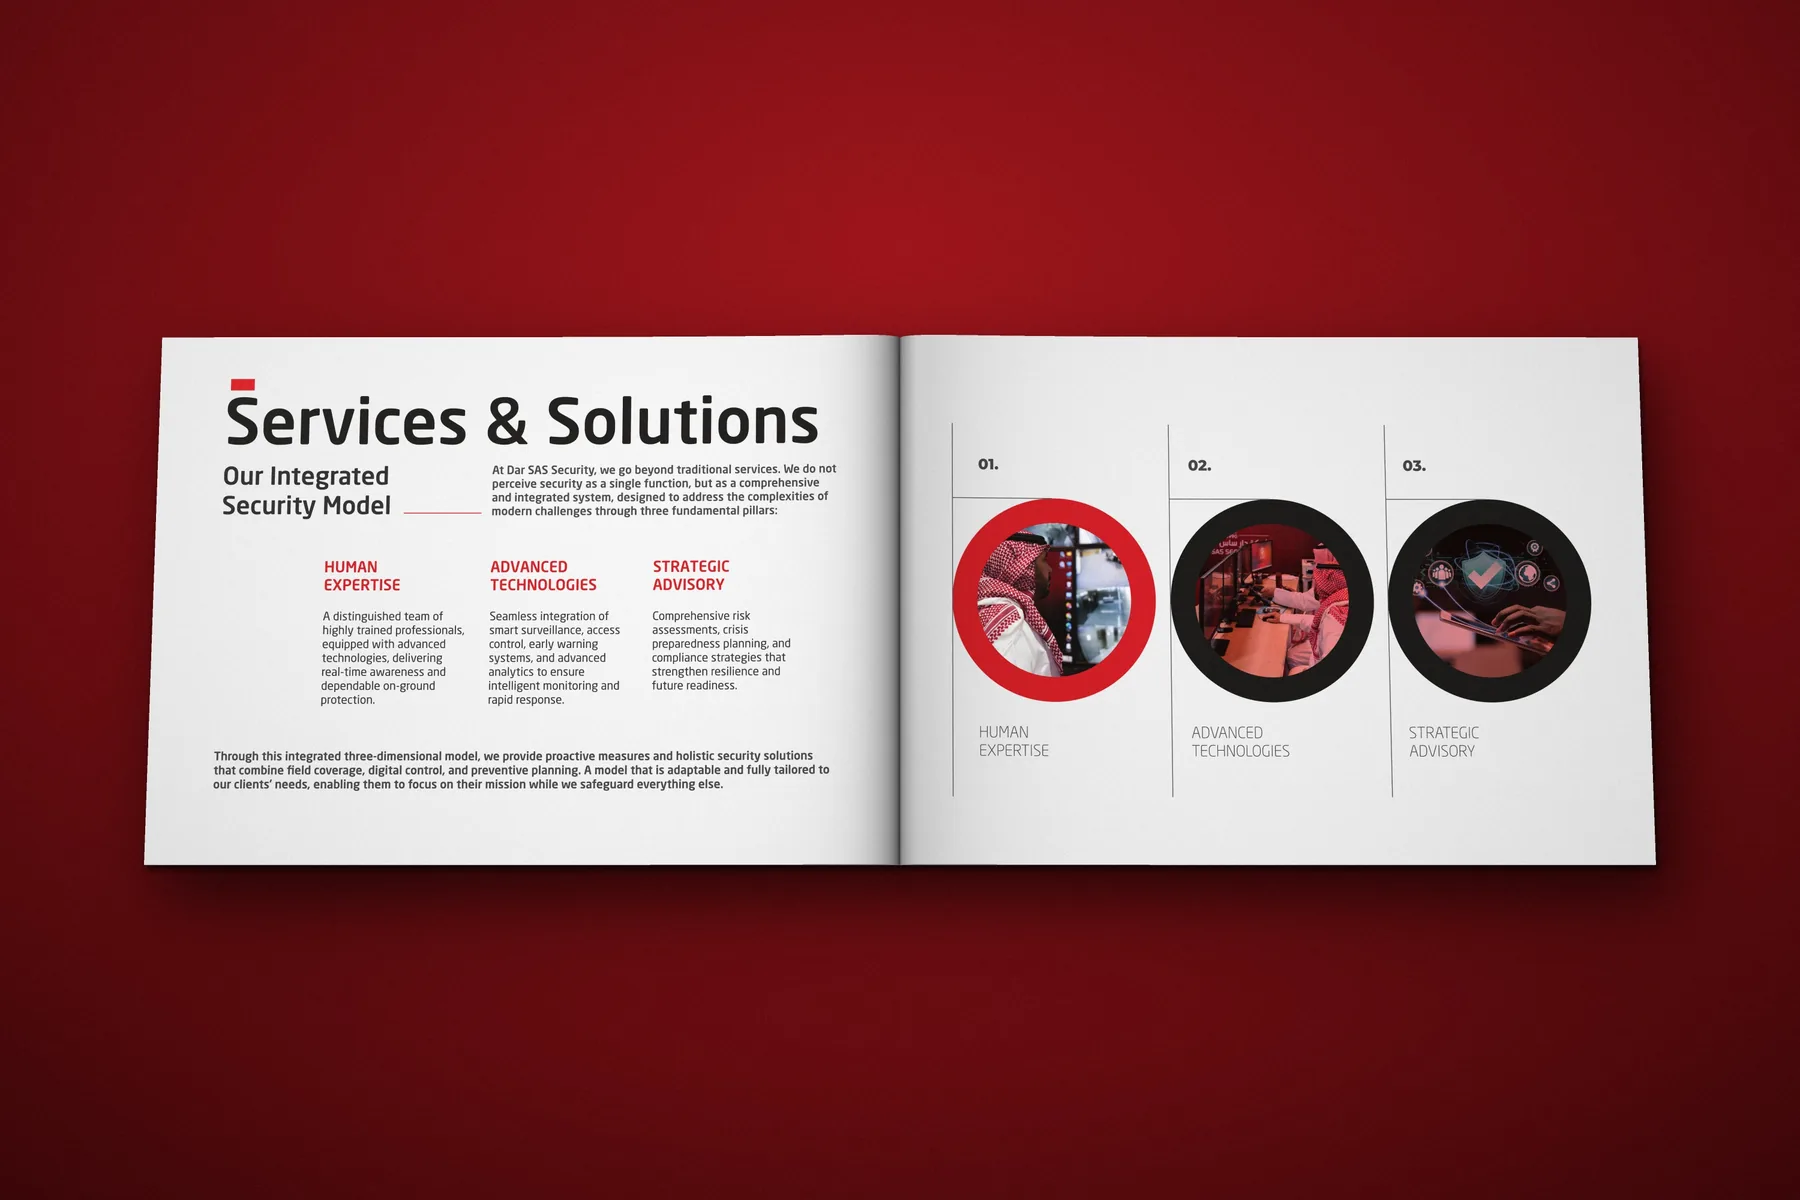 Services & Solutions
Our Integrated
Security Model
At Dar SAS Security, we go beyond traditional services. We do not
perceive security as a single function, but as a comprehensive
and integrated system, designed to address the complexities of
modern challenges through three fundamental pillars:
HUMAN
EXPERTISE
A distinguished team of
highly trained professionals,
equipped with advanced
technologies, delivering
real-time awareness and
dependable on-ground
protection.
ADVANCED
TECHNOLOGIES
Seamless integration of
smart surveillance, access
control, early warning
systems, and advanced
analytics to ensure
intelligent monitoring and
rapid response.
STRATEGIC
ADVISORY
Comprehensive risk
assessments, crisis
preparedness planning, and
compliance strategies that
strengthen resilience and
future readiness.
Through this integrated three-dimensional model, we provide proactive measures and holistic security solutions
that combine field coverage, digital control, and preventive planning. A model that is adaptable and fully tailored to
our clients' needs, enabling them to focus on their mission while we safeguard everything else.
01.
HUMAN
EXPERTISE
02.
دار ساس
SAS
ADVANCED
TECHNOLOGIES
03.
STRATEGIC
ADVISORY